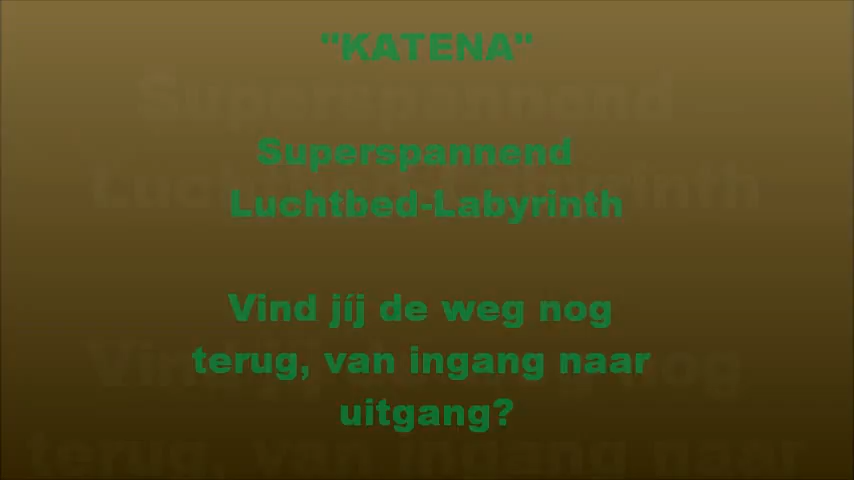 "KATENA"
Superspannend
Luchtbed-Labyrinth
Vind jíj de weg nog
terug, van ingang naar
uitgang?